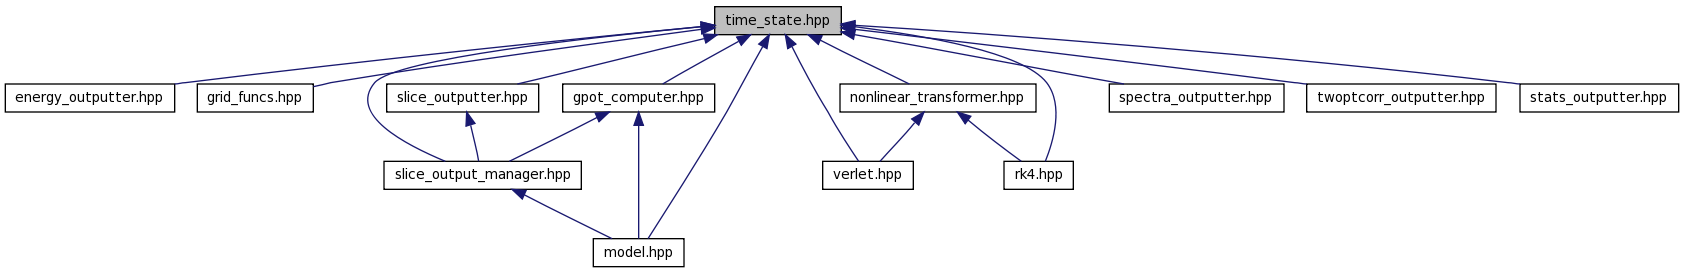 time_state.hpp
energy_outputter.hpp
grid_funcs.hpp
slice_outputter.hpp
gpot_computer.hpp
nonlinear_transformer.hpp
spectra_outputter.hpp
twoptcorr_outputter.hpp
stats_outputter.hpp
slice_output_manager.hpp
verlet.hpp
rk4.hpp
model.hpp